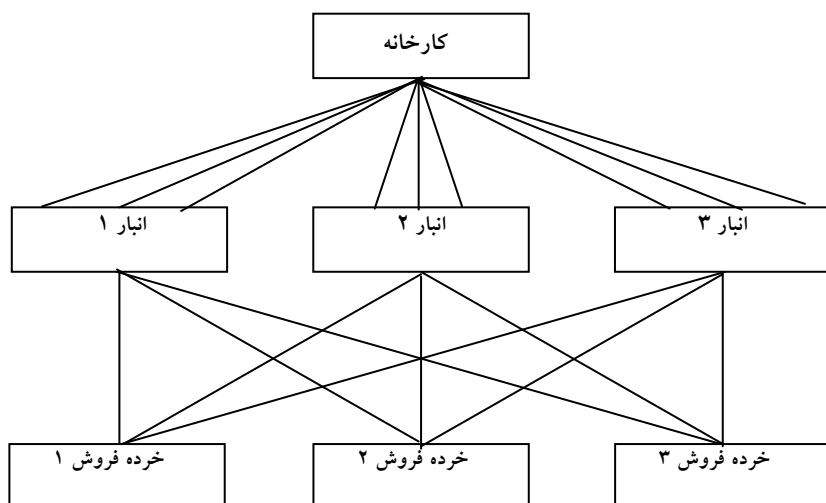 کارخانه
انبار ۱
انبار ۲
انبار ۳
خرده فروش ۱
خرده فروش ۲
خرده فروش ۳